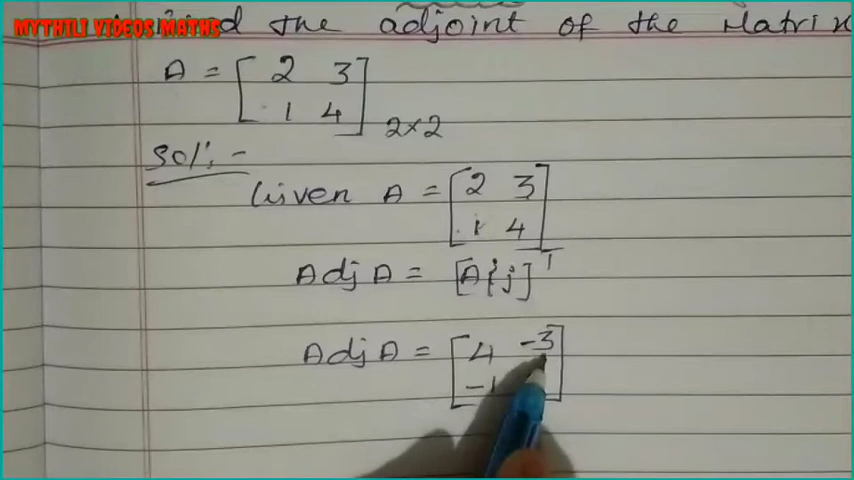 MYTHILI VIDEOS MATHS
the adjoint of the Matrix
A = [ 2 3
1 4 ] 2×2
Sol: -
Given A = [ 2 3
1 4 ]
Adj A = [Aij]ᵀ
Adj A = [ 4 -3
-1 ]